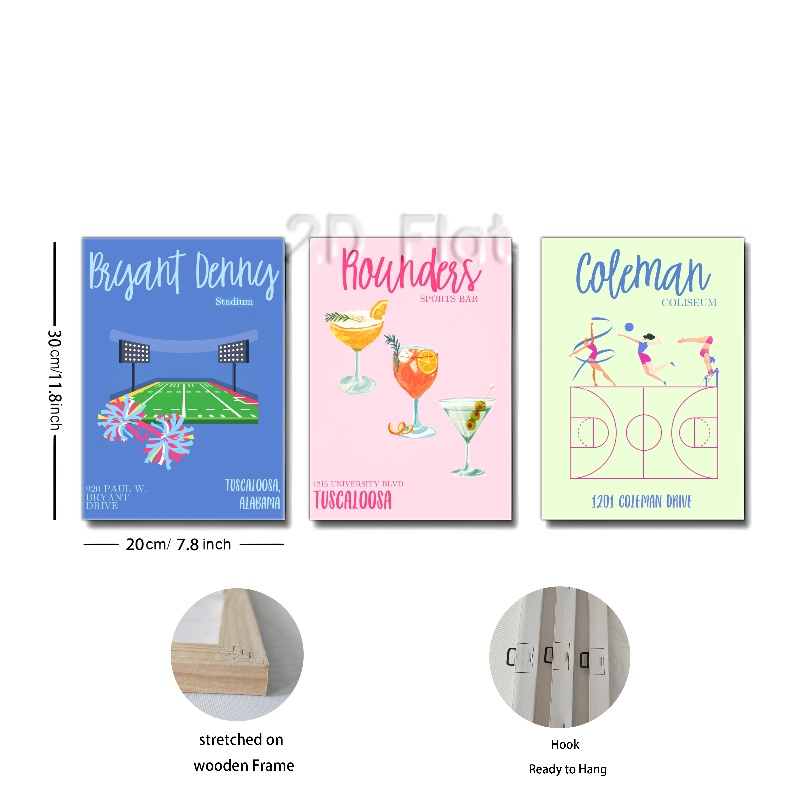 2D Flat
Bryant Denny
Stadium
920 PAUL W.
BRYANT
DRIVE
TUSCALOOSA,
ALABAMA
Rounders
SPORTS BAR
1215 UNIVERSITY BLVD
TUSCALOOSA
Coleman
COLISEUM
1201 COLEMAN DRIVE
30cm/11.8inch
20cm/ 7.8 inch
stretched on
wooden Frame
Hook
Ready to Hang